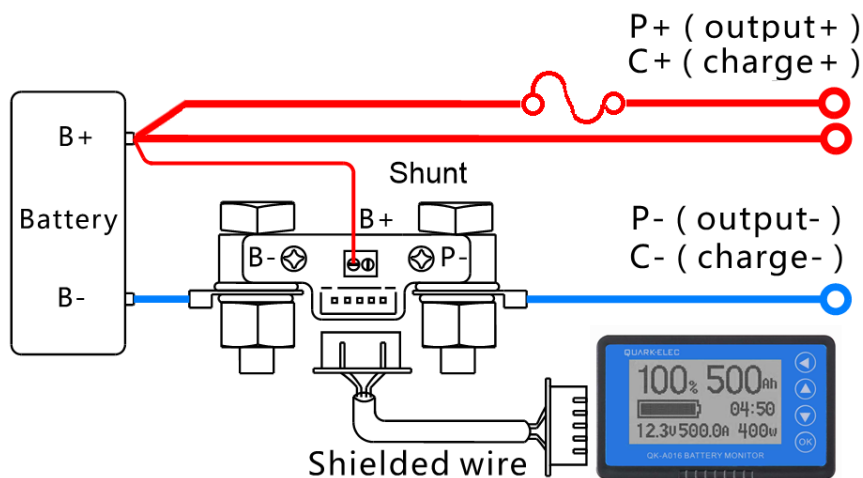 P+ ( output+ )
C+ ( charge+ )
B+
Shunt
Battery
B+
P- ( output- )
B-
P-
C- ( charge- )
B-
QUARK-ELEC
100% 500Ah
04:50
12.3V 500.0A 400W
OK
QK-A016 BATTERY MONITOR
Shielded wire